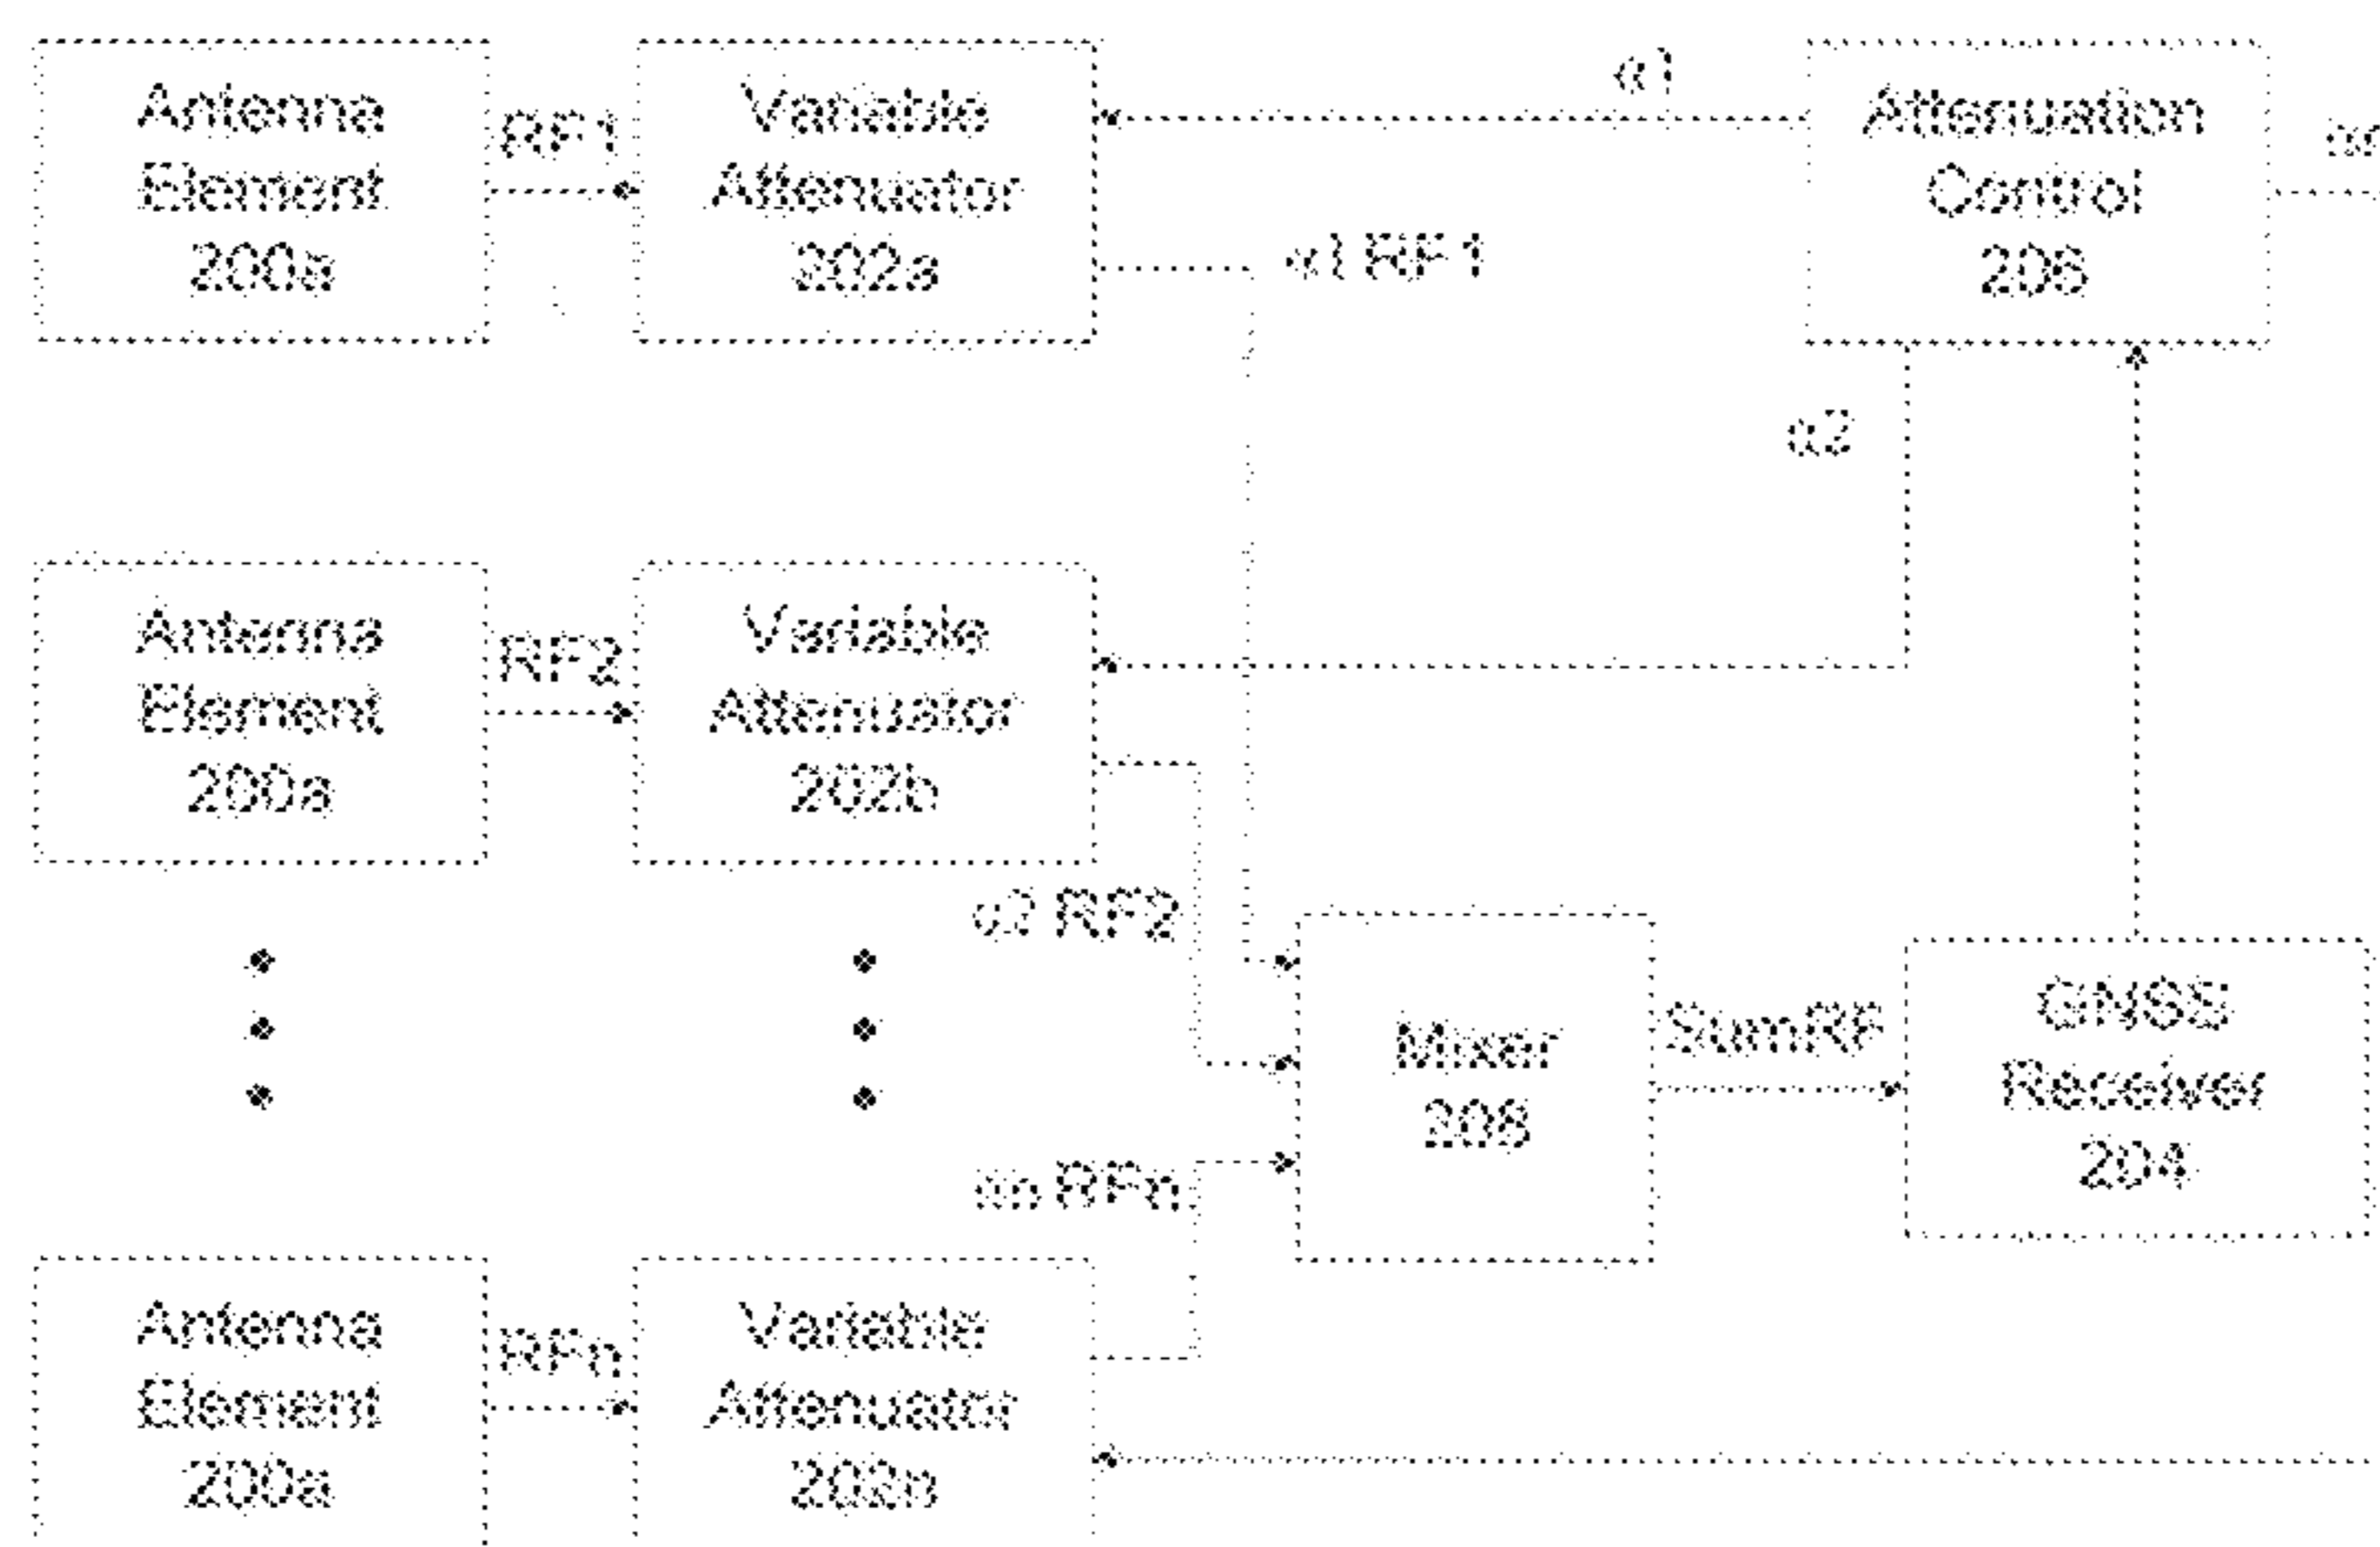 Antenna
Element
200a
RF1
Variable
Attenuator
202a
α1
Attenuation
Control
206
α1 RF1
α2
Antenna
Element
200a
RF2
Variable
Attenuator
202b
α2 RF2
Mixer
208
SumRF
GNSS
Receiver
204
αn RFn
Antenna
Element
200a
RFn
Variable
Attenuator
202n